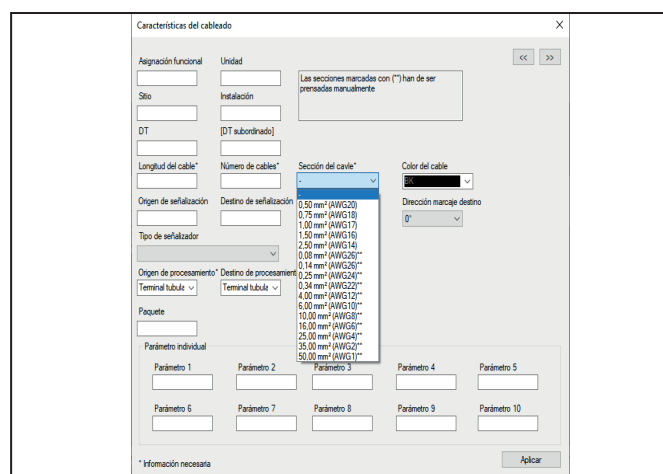 Características del cableado X
<< >>
Asignación funcional Unidad
Las secciones marcadas con (**) han de ser
prensadas manualmente
Sitio Instalación
DT [DT subordinado]
Longitud del cable* Número de cables* Sección del cavle* Color del cable
- BK
-
Origen de señalización Destino de señalización Dirección marcaje destino
0°
0,50 mm² (AWG20)
0,75 mm² (AWG18)
1,00 mm² (AWG17)
1,50 mm² (AWG16)
2,50 mm² (AWG14)
0,08 mm² (AWG26)**
0,14 mm² (AWG26)**
0,25 mm² (AWG24)**
0,34 mm² (AWG22)**
4,00 mm² (AWG12)**
6,00 mm² (AWG10)**
10,00 mm² (AWG8)**
16,00 mm² (AWG6)**
25,00 mm² (AWG4)**
35,00 mm² (AWG2)**
50,00 mm² (AWG1)**
Tipo de señalizador
Origen de procesamiento* Destino de procesamient
Terminal tubula Terminal tubula
Paquete
Parámetro individual
Parámetro 1 Parámetro 2 Parámetro 3 Parámetro 4 Parámetro 5
Parámetro 6 Parámetro 7 Parámetro 8 Parámetro 9 Parámetro 10
* Información necesaria Aplicar